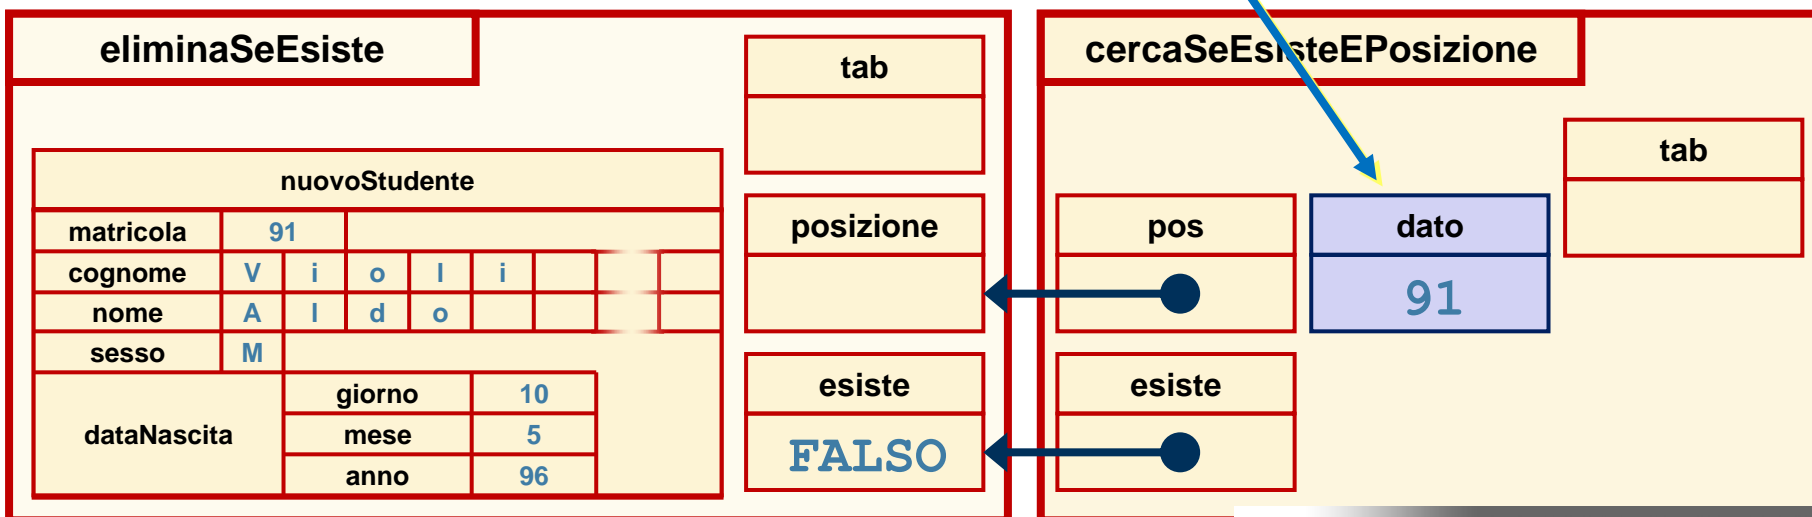 eliminaSeEsiste
tab
nuovoStudente
matricola 91
cognome V i o l i
nome A l d o
sesso M
dataNascita
giorno 10
mese 5
anno 96
posizione
esiste
FALSO
cercaSeEsisteEPosizione
tab
pos
dato
91
esiste